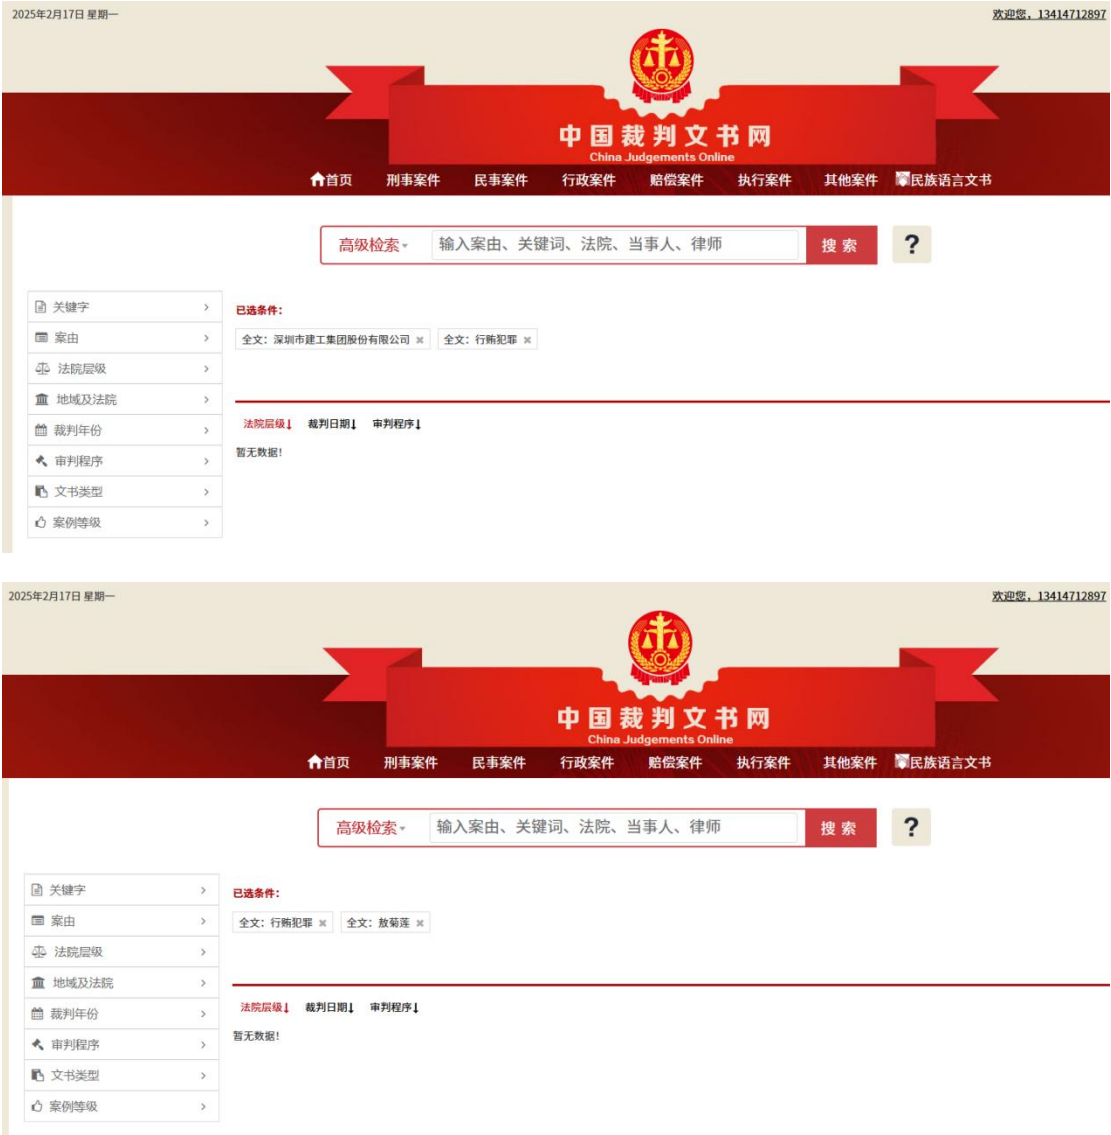 2025年2月17日 星期一
欢迎您，13414712897
中国裁判文书网
China Judgements Online
首页 刑事案件 民事案件 行政案件 赔偿案件 执行案件 其他案件 民族语言文书
高级检索 输入案由、关键词、法院、当事人、律师 搜索 ?
关键字
案由
法院层级
地域及法院
裁判年份
审判程序
文书类型
案例等级
已选条件：
全文：深圳市建工集团股份有限公司 × 全文：行贿犯罪 ×
法院层级↓ 裁判日期↓ 审判程序↓
暂无数据！
2025年2月17日 星期一
欢迎您，13414712897
中国裁判文书网
China Judgements Online
首页 刑事案件 民事案件 行政案件 赔偿案件 执行案件 其他案件 民族语言文书
高级检索 输入案由、关键词、法院、当事人、律师 搜索 ?
关键字
案由
法院层级
地域及法院
裁判年份
审判程序
文书类型
案例等级
已选条件：
全文：行贿犯罪 × 全文：敖菊莲 ×
法院层级↓ 裁判日期↓ 审判程序↓
暂无数据！